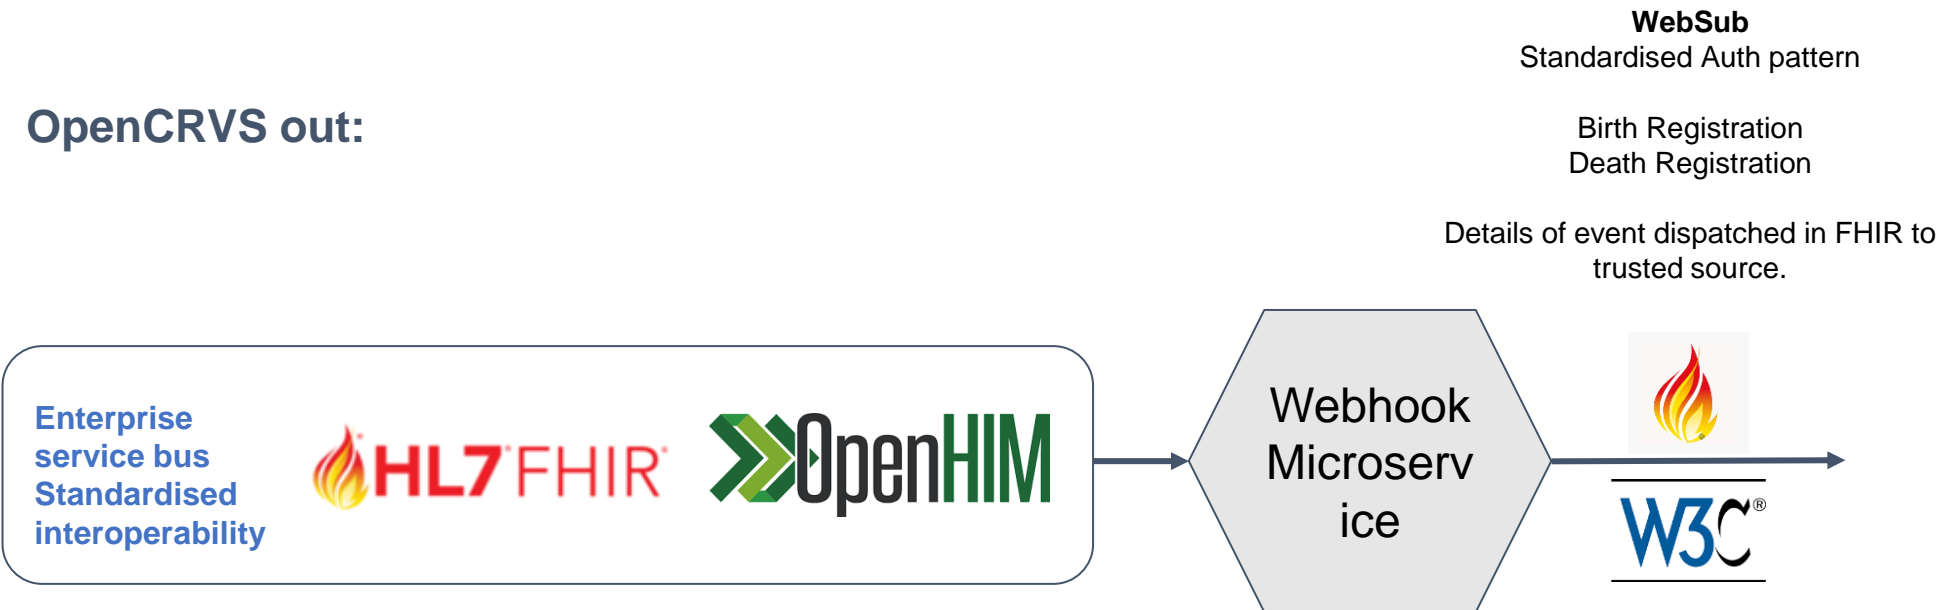 WebSub
Standardised Auth pattern
OpenCRVS out:
Birth Registration
Death Registration
Details of event dispatched in FHIR to
trusted source.
Enterprise
service bus
Standardised
interoperability
HL7 FHIR
OpenHIM
Webhook
Microserv
ice
W3C®